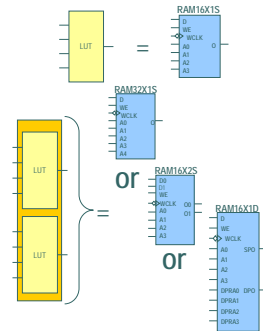 RAM16X1S
LUT
=
D
WE
WCLK
A0
A1
A2
A3
O
RAM32X1S
D
WE
WCLK
A0
A1
A2
A3
A4
O
or
RAM16X2S
D0
D1
WE
WCLK
A0
A1
A2
A3
O0
O1
LUT
LUT
=
or
RAM16X1D
D
WE
WCLK
A0
A1
A2
A3
DPRA0
DPRA1
DPRA2
DPRA3
SPO
DPO